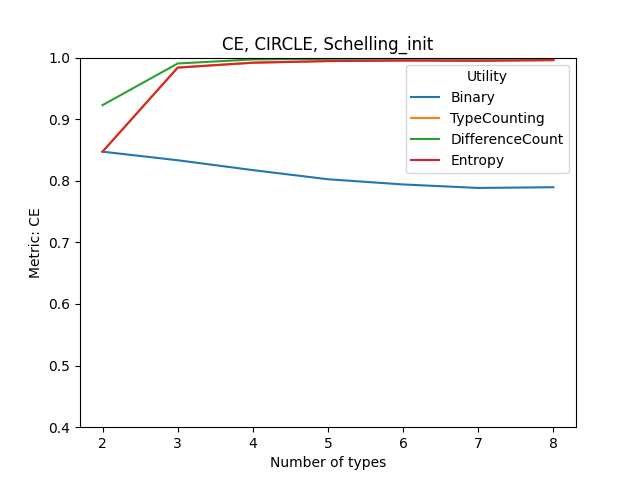 CE, CIRCLE, Schelling_init
1.0
0.9
0.8
0.7
0.6
0.5
0.4
Metric: CE
Utility
Binary
TypeCounting
DifferenceCount
Entropy
2 3 4 5 6 7 8
Number of types